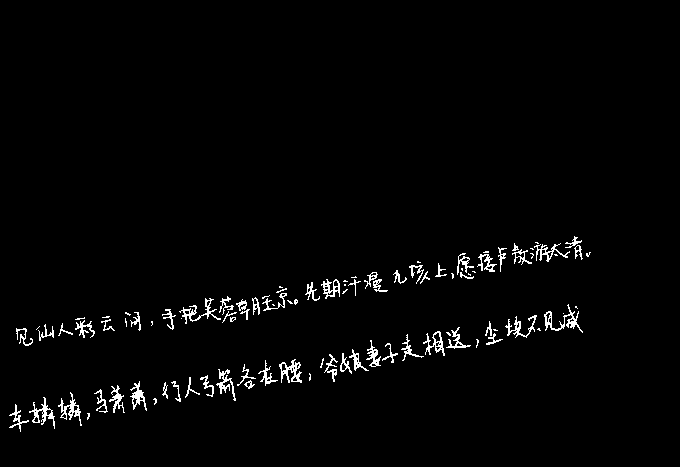 见仙人彩云间，手把芙蓉朝玉京。先期汗漫九垓上，愿接卢敖游太清。
车辚辚，马萧萧，行人弓箭各在腰，爷娘妻子走相送，尘埃不见咸